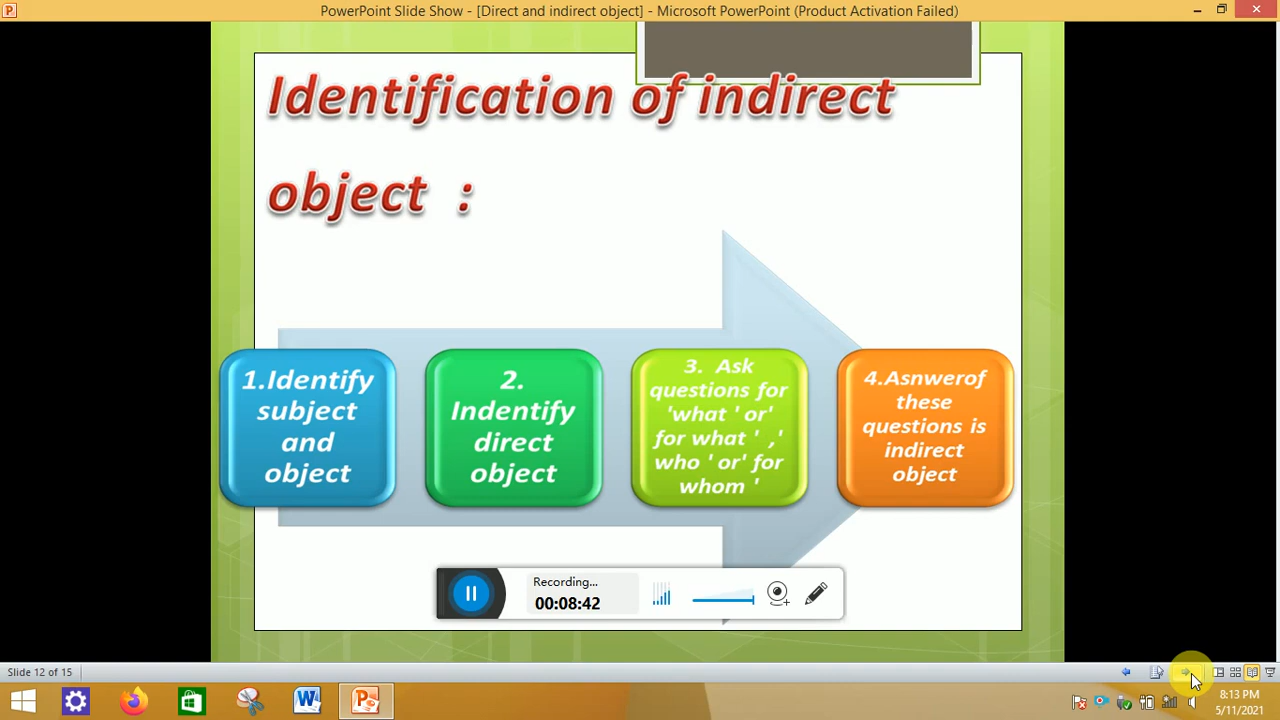 PowerPoint Slide Show - [Direct and indirect object] - Microsoft PowerPoint (Product Activation Failed)
Identification of indirect
object :
1.Identify
subject
and
object
2.
Indentify
direct
object
3. Ask
questions for
'what ' or'
for what ' ,'
who ' or' for
whom '
4.Asnwerof
these
questions is
indirect
object
Recording...
00:08:42
Slide 12 of 15
8:13 PM
5/11/2021